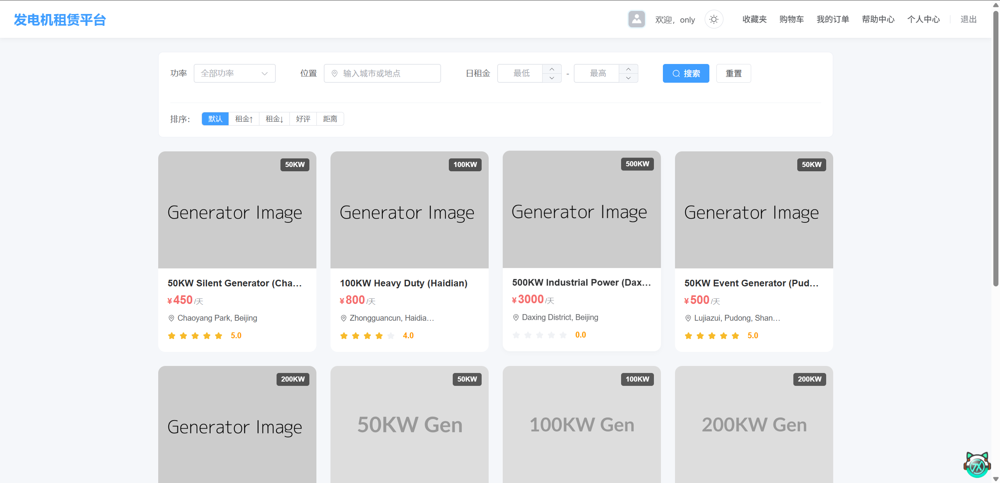 发电机租赁平台
欢迎，only
收藏夹 购物车 我的订单 帮助中心 个人中心 退出
功率 全部功率 位置 输入城市或地点 日租金 最低 - 最高 搜索 重置
排序： 默认 租金↑ 租金↓ 好评 距离
50KW
Generator Image
50KW Silent Generator (Cha...
¥450/天
Chaoyang Park, Beijing
5.0
100KW
Generator Image
100KW Heavy Duty (Haidian)
¥800/天
Zhongguancun, Haidia...
4.0
500KW
Generator Image
500KW Industrial Power (Dax...
¥3000/天
Daxing District, Beijing
0.0
50KW
Generator Image
50KW Event Generator (Pud...
¥500/天
Lujiazui, Pudong, Shan...
5.0
200KW
Generator Image
50KW
50KW Gen
100KW
100KW Gen
200KW
200KW Gen